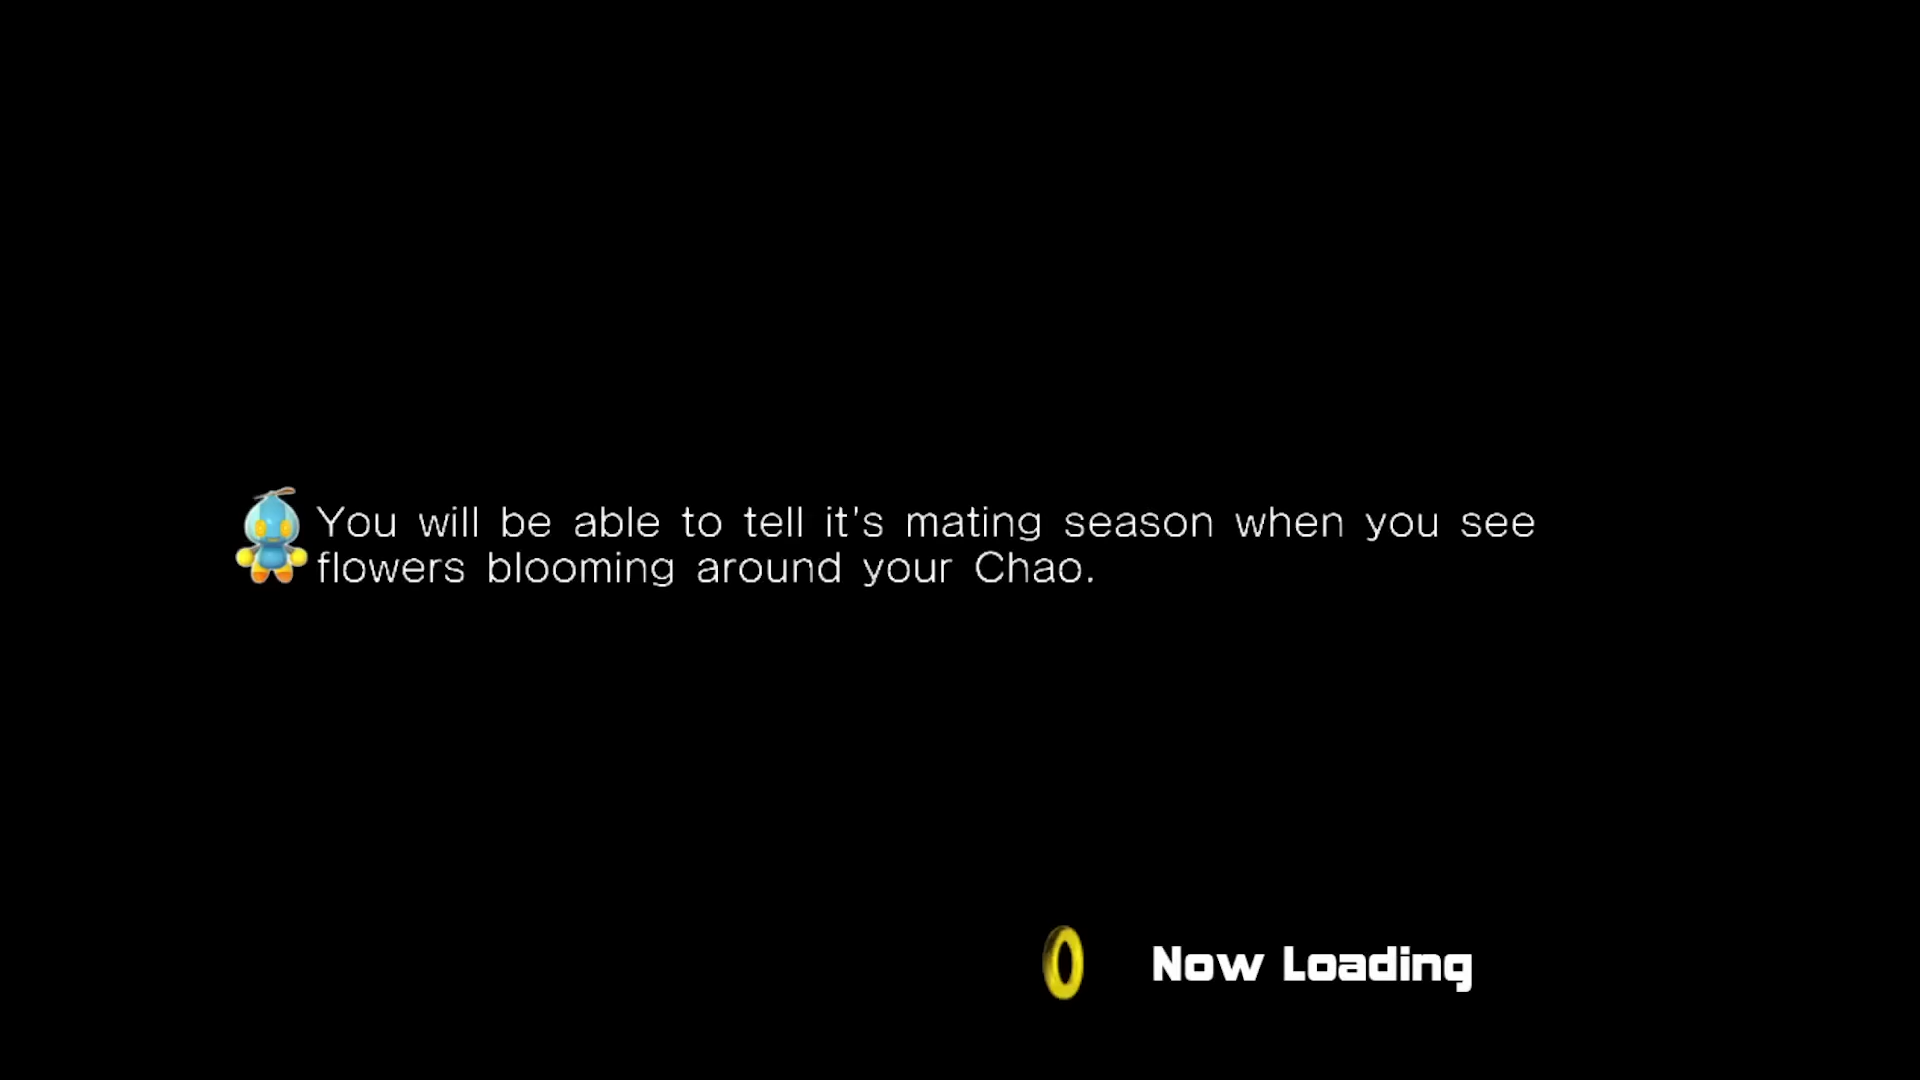 You will be able to tell it's mating season when you see
flowers blooming around your Chao.
Now Loading